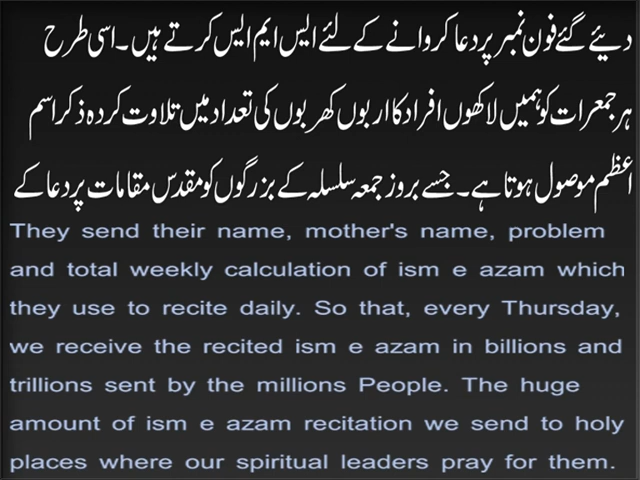 دیئے گئے فون نمبر پر دعا کروانے کے لئے ایس ایم ایس کرتے ہیں۔ اسی طرح
ہر جمعرات کو ہمیں لاکھوں افراد کا اربوں کھربوں کی تعداد میں تلاوت کردہ ذکر اسم
اعظم موصول ہوتا ہے۔ جسے بروز جمعہ سلسلہ کے بزرگوں کو مقدس مقامات پر دعا کے
They send their name, mother's name, problem
and total weekly calculation of ism e azam which
they use to recite daily. So that, every Thursday,
we receive the recited ism e azam in billions and
trillions sent by the millions People. The huge
amount of ism e azam recitation we send to holy
places where our spiritual leaders pray for them.